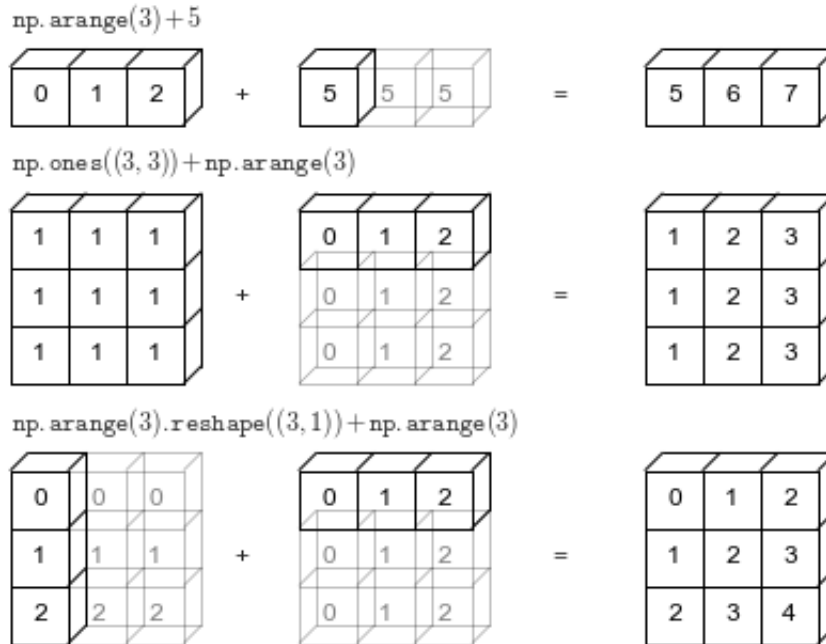 np.arange(3)+5
0 1 2 + 5 5 5 = 5 6 7
np.ones((3,3))+np.arange(3)
1 1 1 0 1 2 1 2 3
1 1 1 + 0 1 2 = 1 2 3
1 1 1 0 1 2 1 2 3
np.arange(3).reshape((3,1))+np.arange(3)
0 0 0 0 1 2 0 1 2
1 1 1 + 0 1 2 = 1 2 3
2 2 2 0 1 2 2 3 4